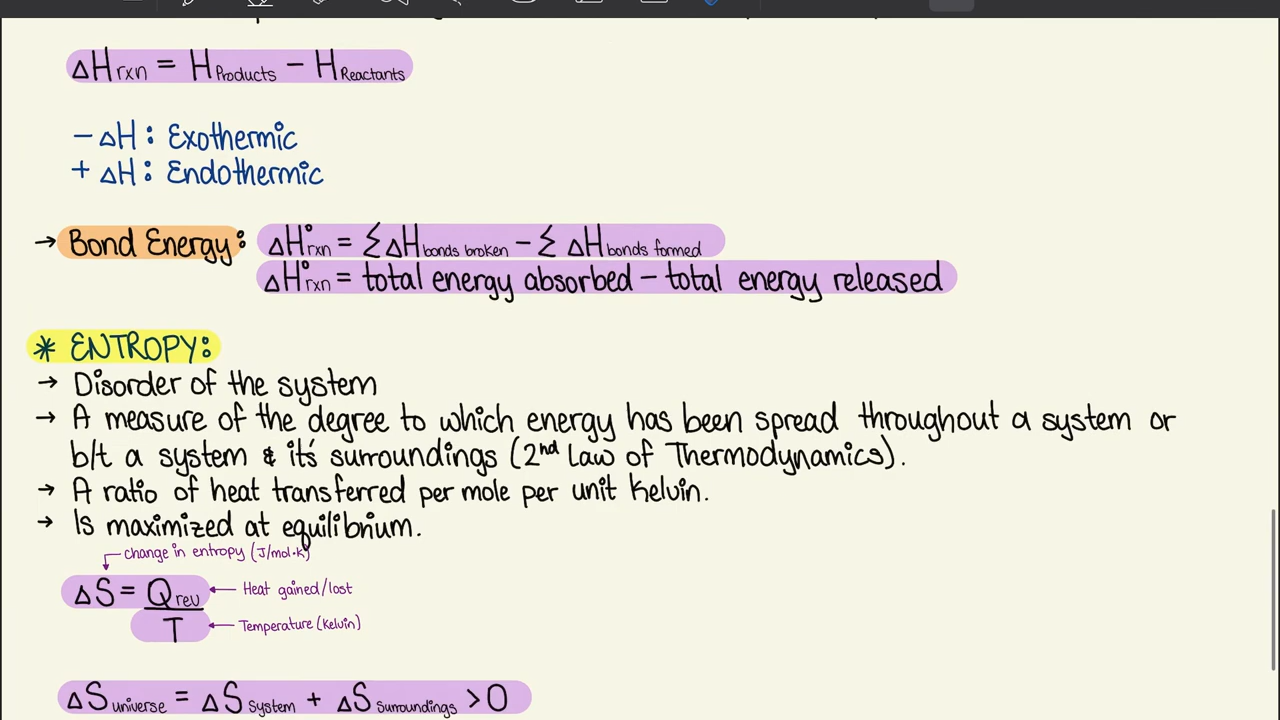 ΔHrxn = HProducts − HReactants
− ΔH : Exothermic
+ ΔH : Endothermic
→ Bond Energy: ΔH°rxn = ΣΔHbonds broken − Σ ΔHbonds formed
ΔH°rxn = total energy absorbed − total energy released
* ENTROPY:
→ Disorder of the system
→ A measure of the degree to which energy has been spread throughout a system or
b/t a system & it's surroundings (2nd Law of Thermodynamics).
→ A ratio of heat transferred per mole per unit Kelvin.
→ Is maximized at equilibrium.
change in entropy (J/mol·K)
ΔS = Qrev ← Heat gained/lost
T ← Temperature (Kelvin)
ΔSuniverse = ΔSsystem + ΔSsurroundings >0